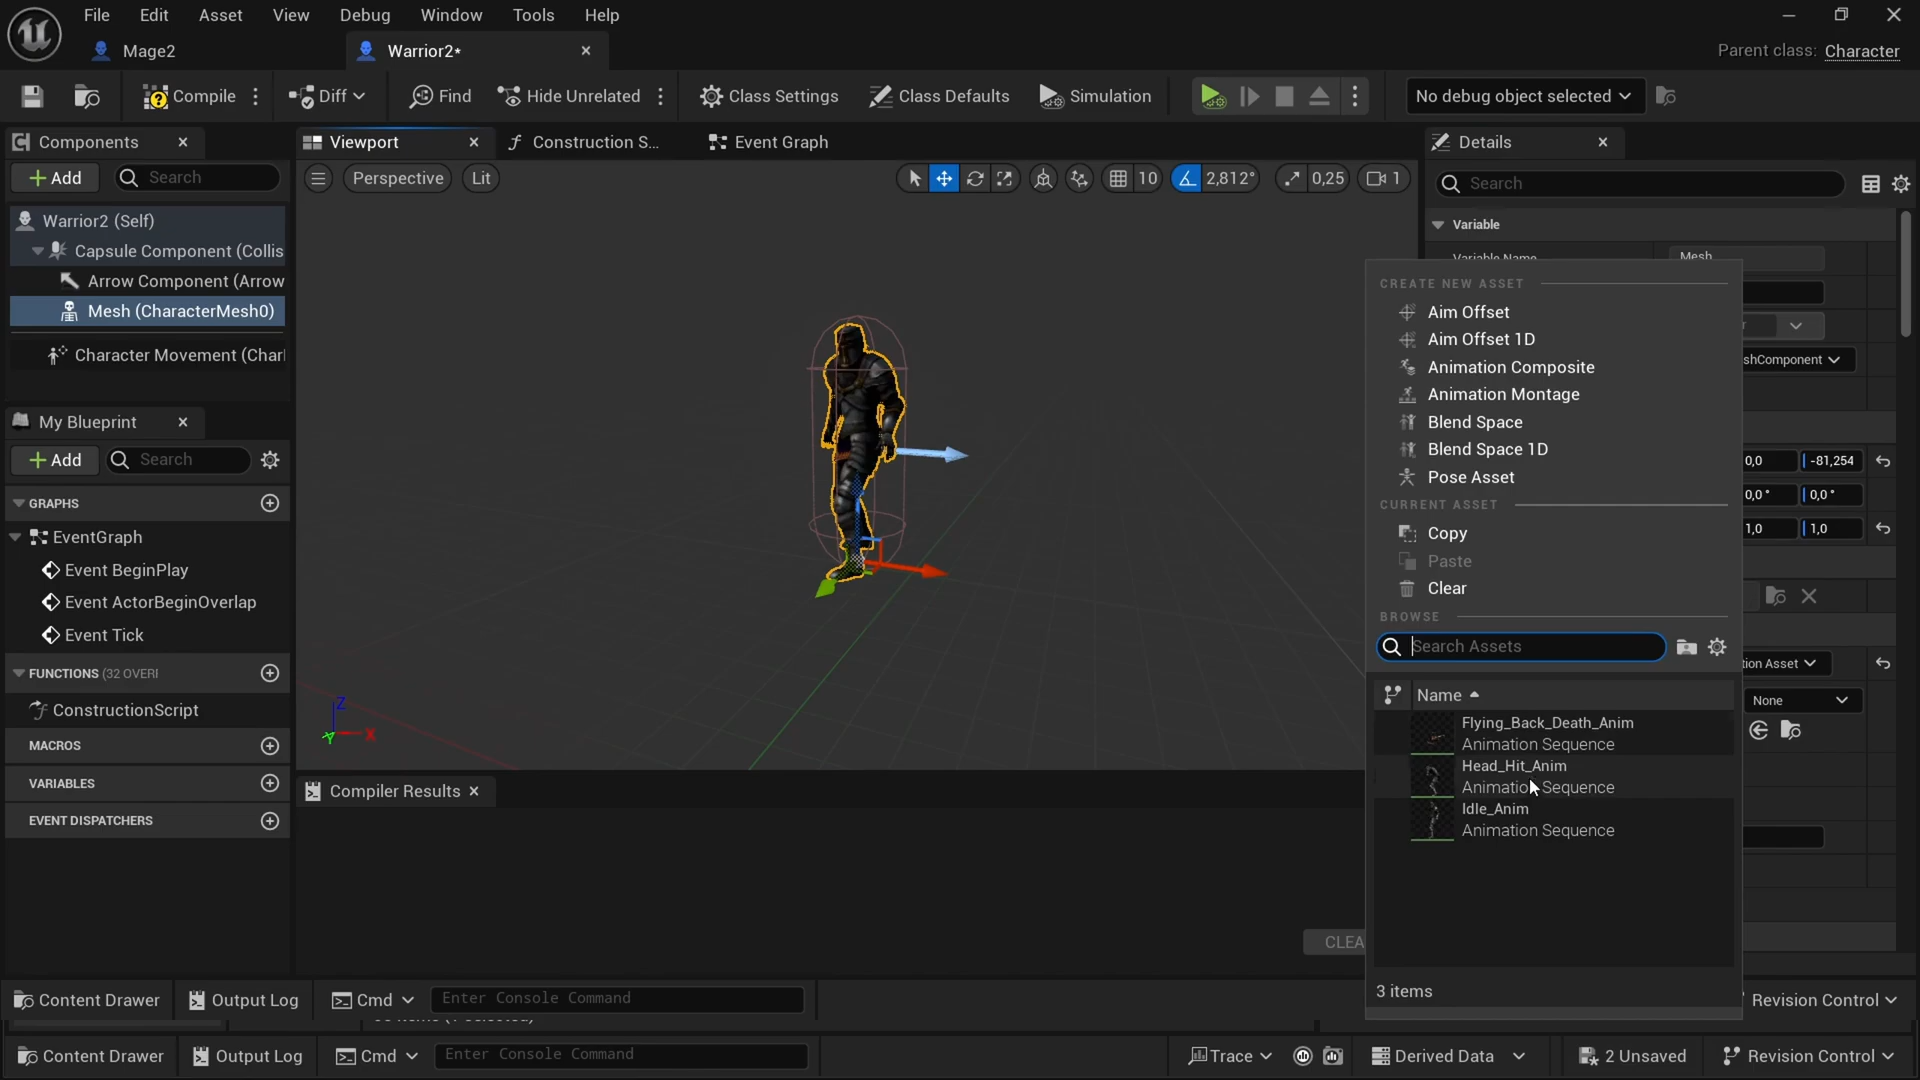 File Edit Asset View Debug Window Tools Help
Mage2
Warrior2*
Parent class: Character
Compile
Diff
Find
Hide Unrelated
Class Settings
Class Defaults
Simulation
No debug object selected
Components
Viewport
Construction S...
Event Graph
Details
Add
Search
Perspective
Lit
10
2,812°
0,25
1
Search
Warrior2 (Self)
Capsule Component (Collis
Arrow Component (Arrow
Mesh (CharacterMesh0)
Character Movement (Char
My Blueprint
Add
Search
GRAPHS
EventGraph
Event BeginPlay
Event ActorBeginOverlap
Event Tick
FUNCTIONS (32 OVERI
ConstructionScript
MACROS
VARIABLES
EVENT DISPATCHERS
Z
X
Y
Compiler Results
CLEA
Variable
Variable Name
Mesh
CREATE NEW ASSET
Aim Offset
Aim Offset 1D
Animation Composite
Animation Montage
Blend Space
Blend Space 1D
Pose Asset
CURRENT ASSET
Copy
Paste
Clear
BROWSE
Search Assets
Name
Flying_Back_Death_Anim
Animation Sequence
Head_Hit_Anim
Animation Sequence
Idle_Anim
Animation Sequence
3 items
shComponent
0,0 -81,254
0,0° 0,0°
1,0 1,0
tion Asset
None
Content Drawer
Output Log
Cmd
Enter Console Command
Revision Control
Content Drawer
Output Log
Cmd
Enter Console Command
Trace
Derived Data
2 Unsaved
Revision Control